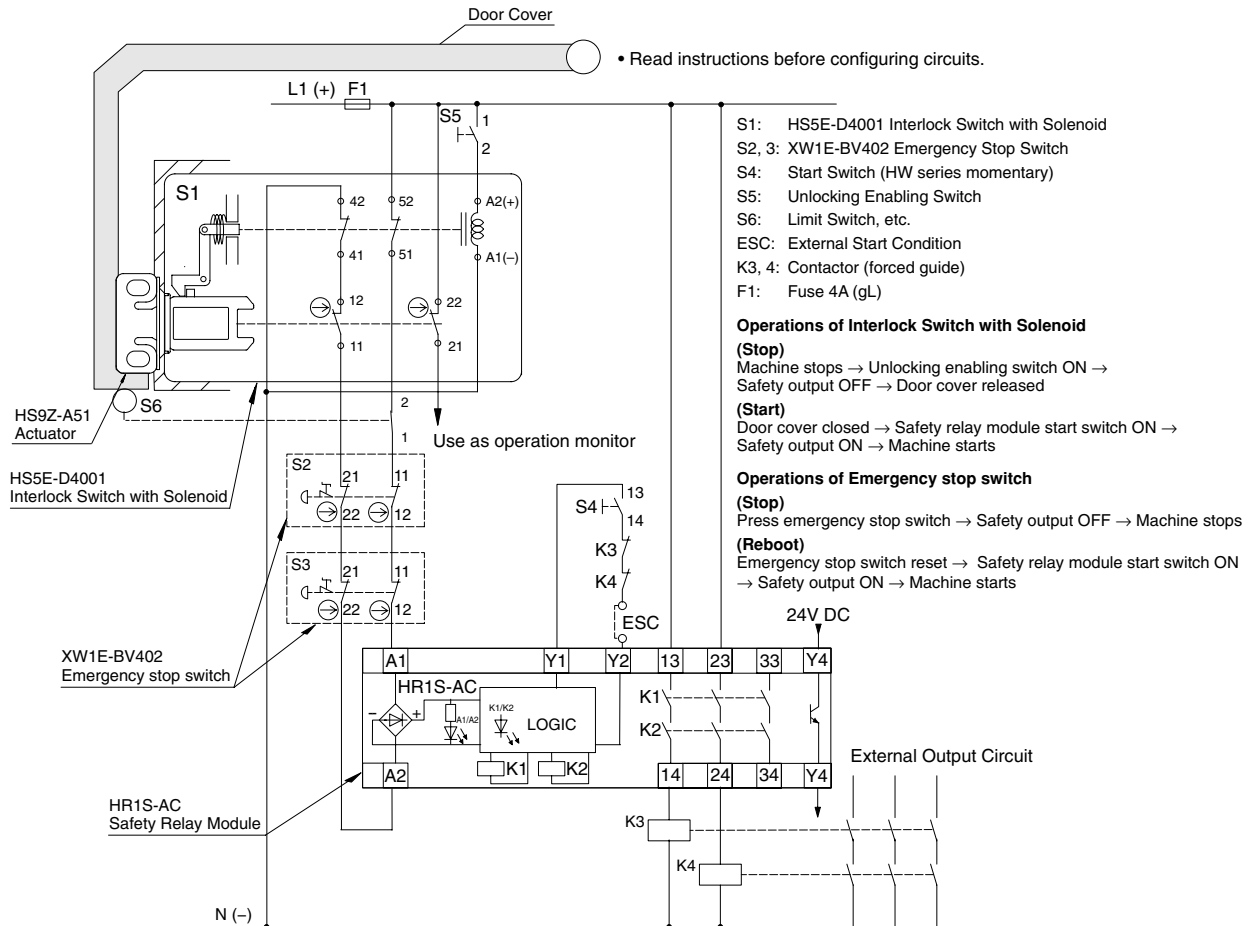 Door Cover
• Read instructions before configuring circuits.
L1 (+) F1
S5
1
2
S1
42
52
A2(+)
41
51
A1(−)
12
22
11
21
S6
2
1
Use as operation monitor
HS9Z-A51
Actuator
HS5E-D4001
Interlock Switch with Solenoid
S2
21
11
22
12
S3
21
11
22
12
XW1E-BV402
Emergency stop switch
S4
13
14
K3
K4
ESC
S1: HS5E-D4001 Interlock Switch with Solenoid
S2, 3: XW1E-BV402 Emergency Stop Switch
S4: Start Switch (HW series momentary)
S5: Unlocking Enabling Switch
S6: Limit Switch, etc.
ESC: External Start Condition
K3, 4: Contactor (forced guide)
F1: Fuse 4A (gL)
Operations of Interlock Switch with Solenoid
(Stop)
Machine stops → Unlocking enabling switch ON →
Safety output OFF → Door cover released
(Start)
Door cover closed → Safety relay module start switch ON →
Safety output ON → Machine starts
Operations of Emergency stop switch
(Stop)
Press emergency stop switch → Safety output OFF → Machine stops
(Reboot)
Emergency stop switch reset → Safety relay module start switch ON
→ Safety output ON → Machine starts
24V DC
A1 Y1 Y2 13 23 33 Y4
HR1S-AC
− +
A1/A2
K1/K2
LOGIC
K1
K2
K1 K2
A2 14 24 34 Y4
External Output Circuit
HR1S-AC
Safety Relay Module
K3
K4
N (−)